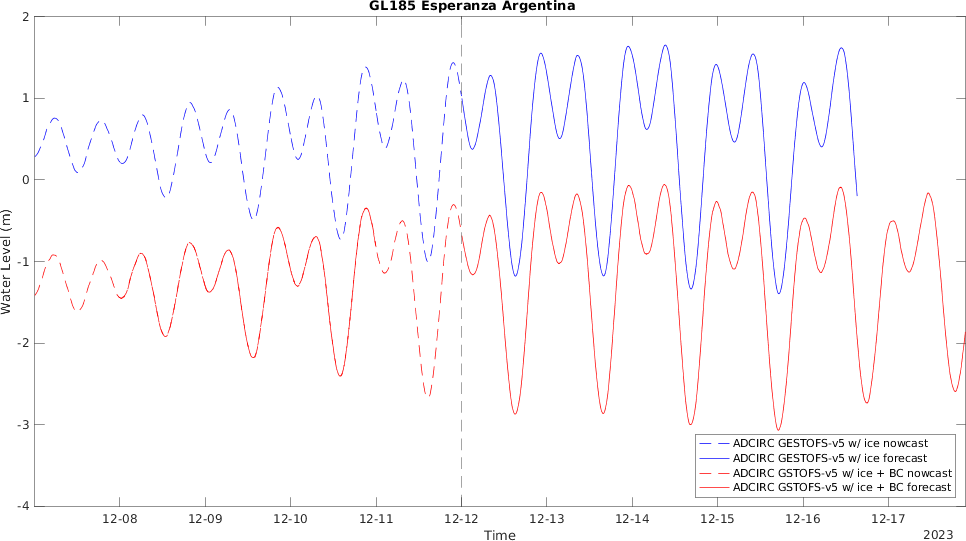 GL185 Esperanza Argentina
2
1
0
-1
-2
-3
-4
Water Level (m)
ADCIRC GESTOFS-v5 w/ ice nowcast
ADCIRC GESTOFS-v5 w/ ice forecast
ADCIRC GSTOFS-v5 w/ ice + BC nowcast
ADCIRC GSTOFS-v5 w/ ice + BC forecast
12-08 12-09 12-10 12-11 12-12 12-13 12-14 12-15 12-16 12-17
Time
2023